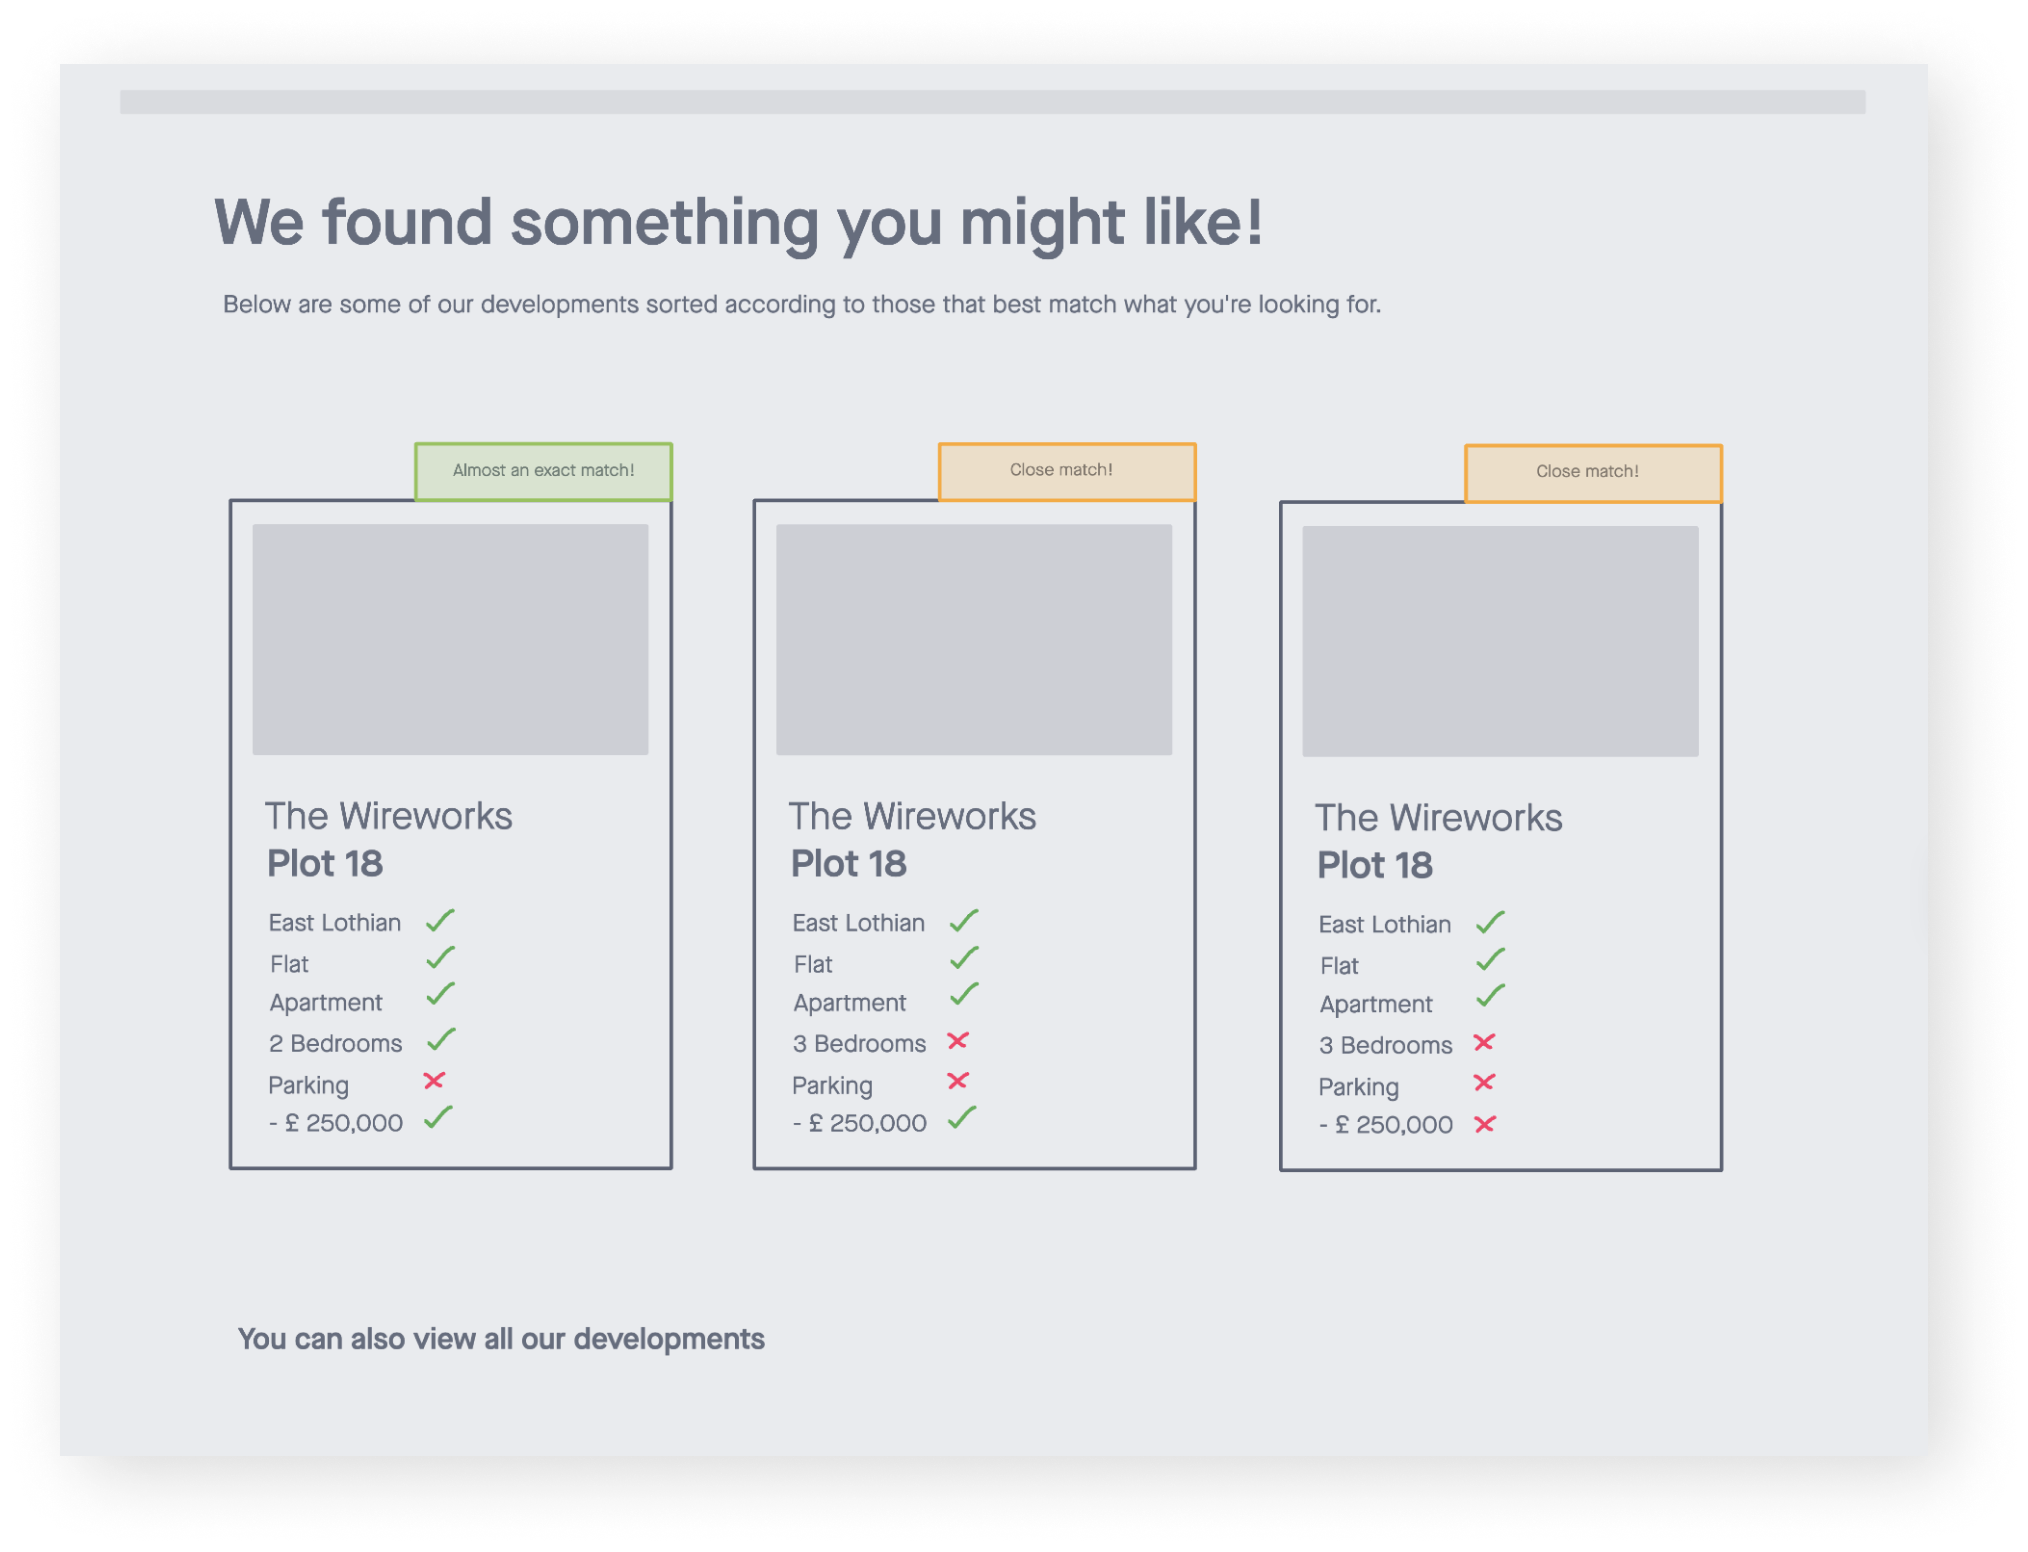 We found something you might like!
Below are some of our developments sorted according to those that best match what you're looking for.
Almost an exact match!
The Wireworks
Plot 18
East Lothian
Flat
Apartment
2 Bedrooms
Parking
- £ 250,000
Close match!
The Wireworks
Plot 18
East Lothian
Flat
Apartment
3 Bedrooms
Parking
- £ 250,000
Close match!
The Wireworks
Plot 18
East Lothian
Flat
Apartment
3 Bedrooms
Parking
- £ 250,000
You can also view all our developments